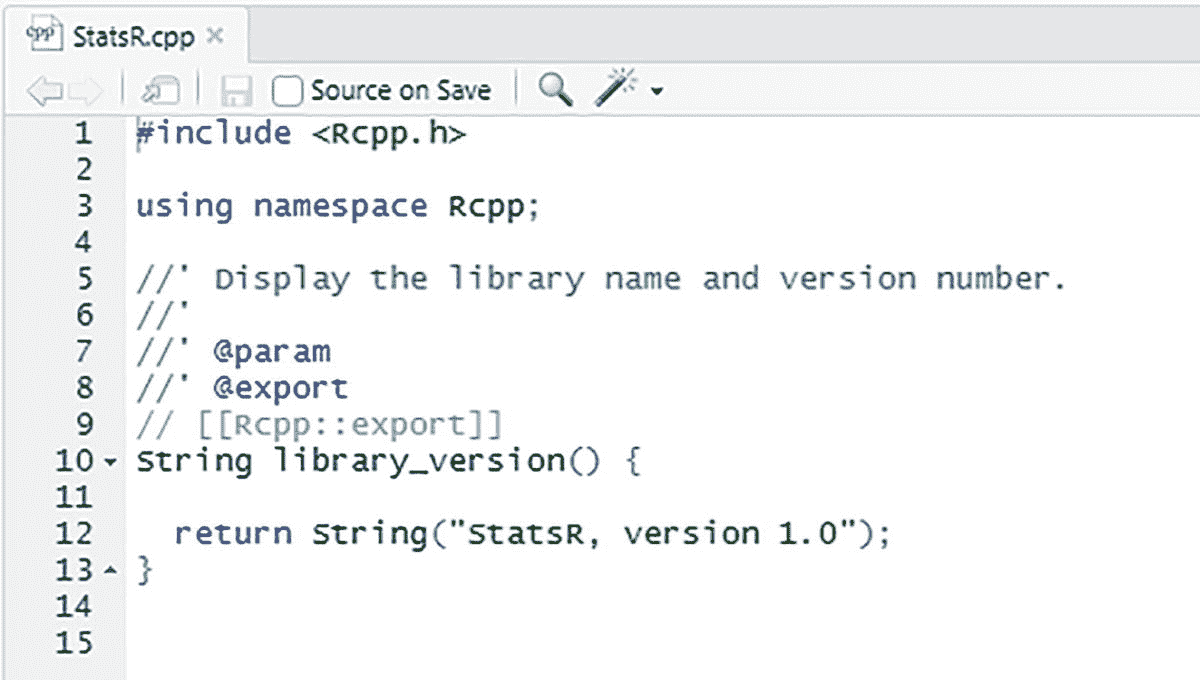 cpp StatsR.cpp
Source on Save
1 #include <Rcpp.h>
2
3 using namespace Rcpp;
4
5 //' Display the library name and version number.
6 //'
7 //' @param
8 //' @export
9 // [[Rcpp::export]]
10 String library_version() {
11
12   return String("StatsR, version 1.0");
13 }
14
15